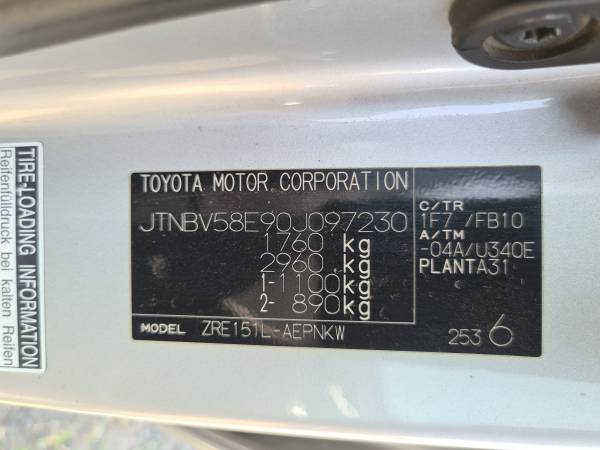 TOYOTA MOTOR CORPORATION
JTNBV58E90J097230
1760 kg
2960 kg
1-1100kg
2- 890kg
MODEL ZRE151L-AEPNKW
C/TR
1F7 /FB10
A/TM
-04A/U340E
PLANTA31
253 6
TIRE-LOADING INFORMATION
Reifenfülldruck bei kalten Reifen